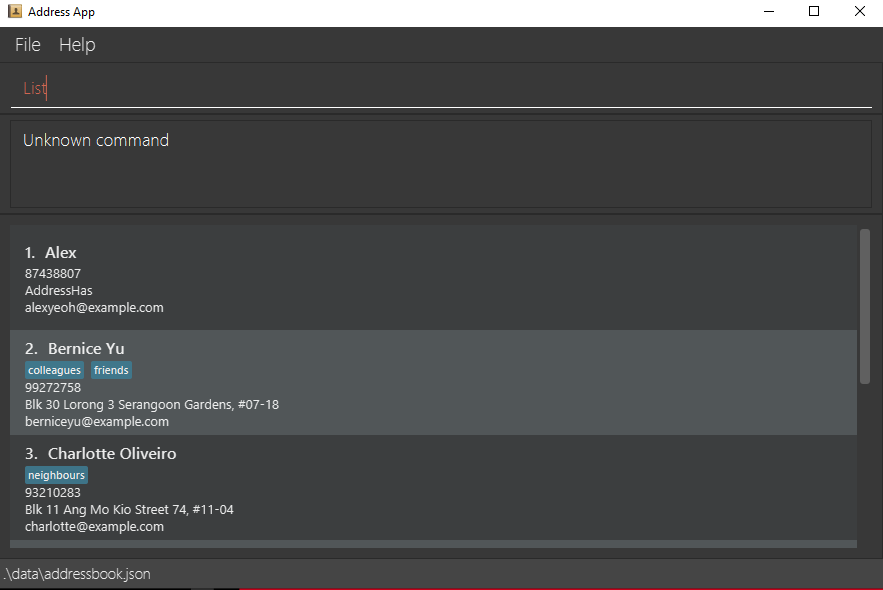 Address App
File Help
List
Unknown command
1. Alex
87438807
AddressHas
alexyeoh@example.com
2. Bernice Yu
colleagues friends
99272758
Blk 30 Lorong 3 Serangoon Gardens, #07-18
berniceyu@example.com
3. Charlotte Oliveiro
neighbours
93210283
Blk 11 Ang Mo Kio Street 74, #11-04
charlotte@example.com
.\data\addressbook.json